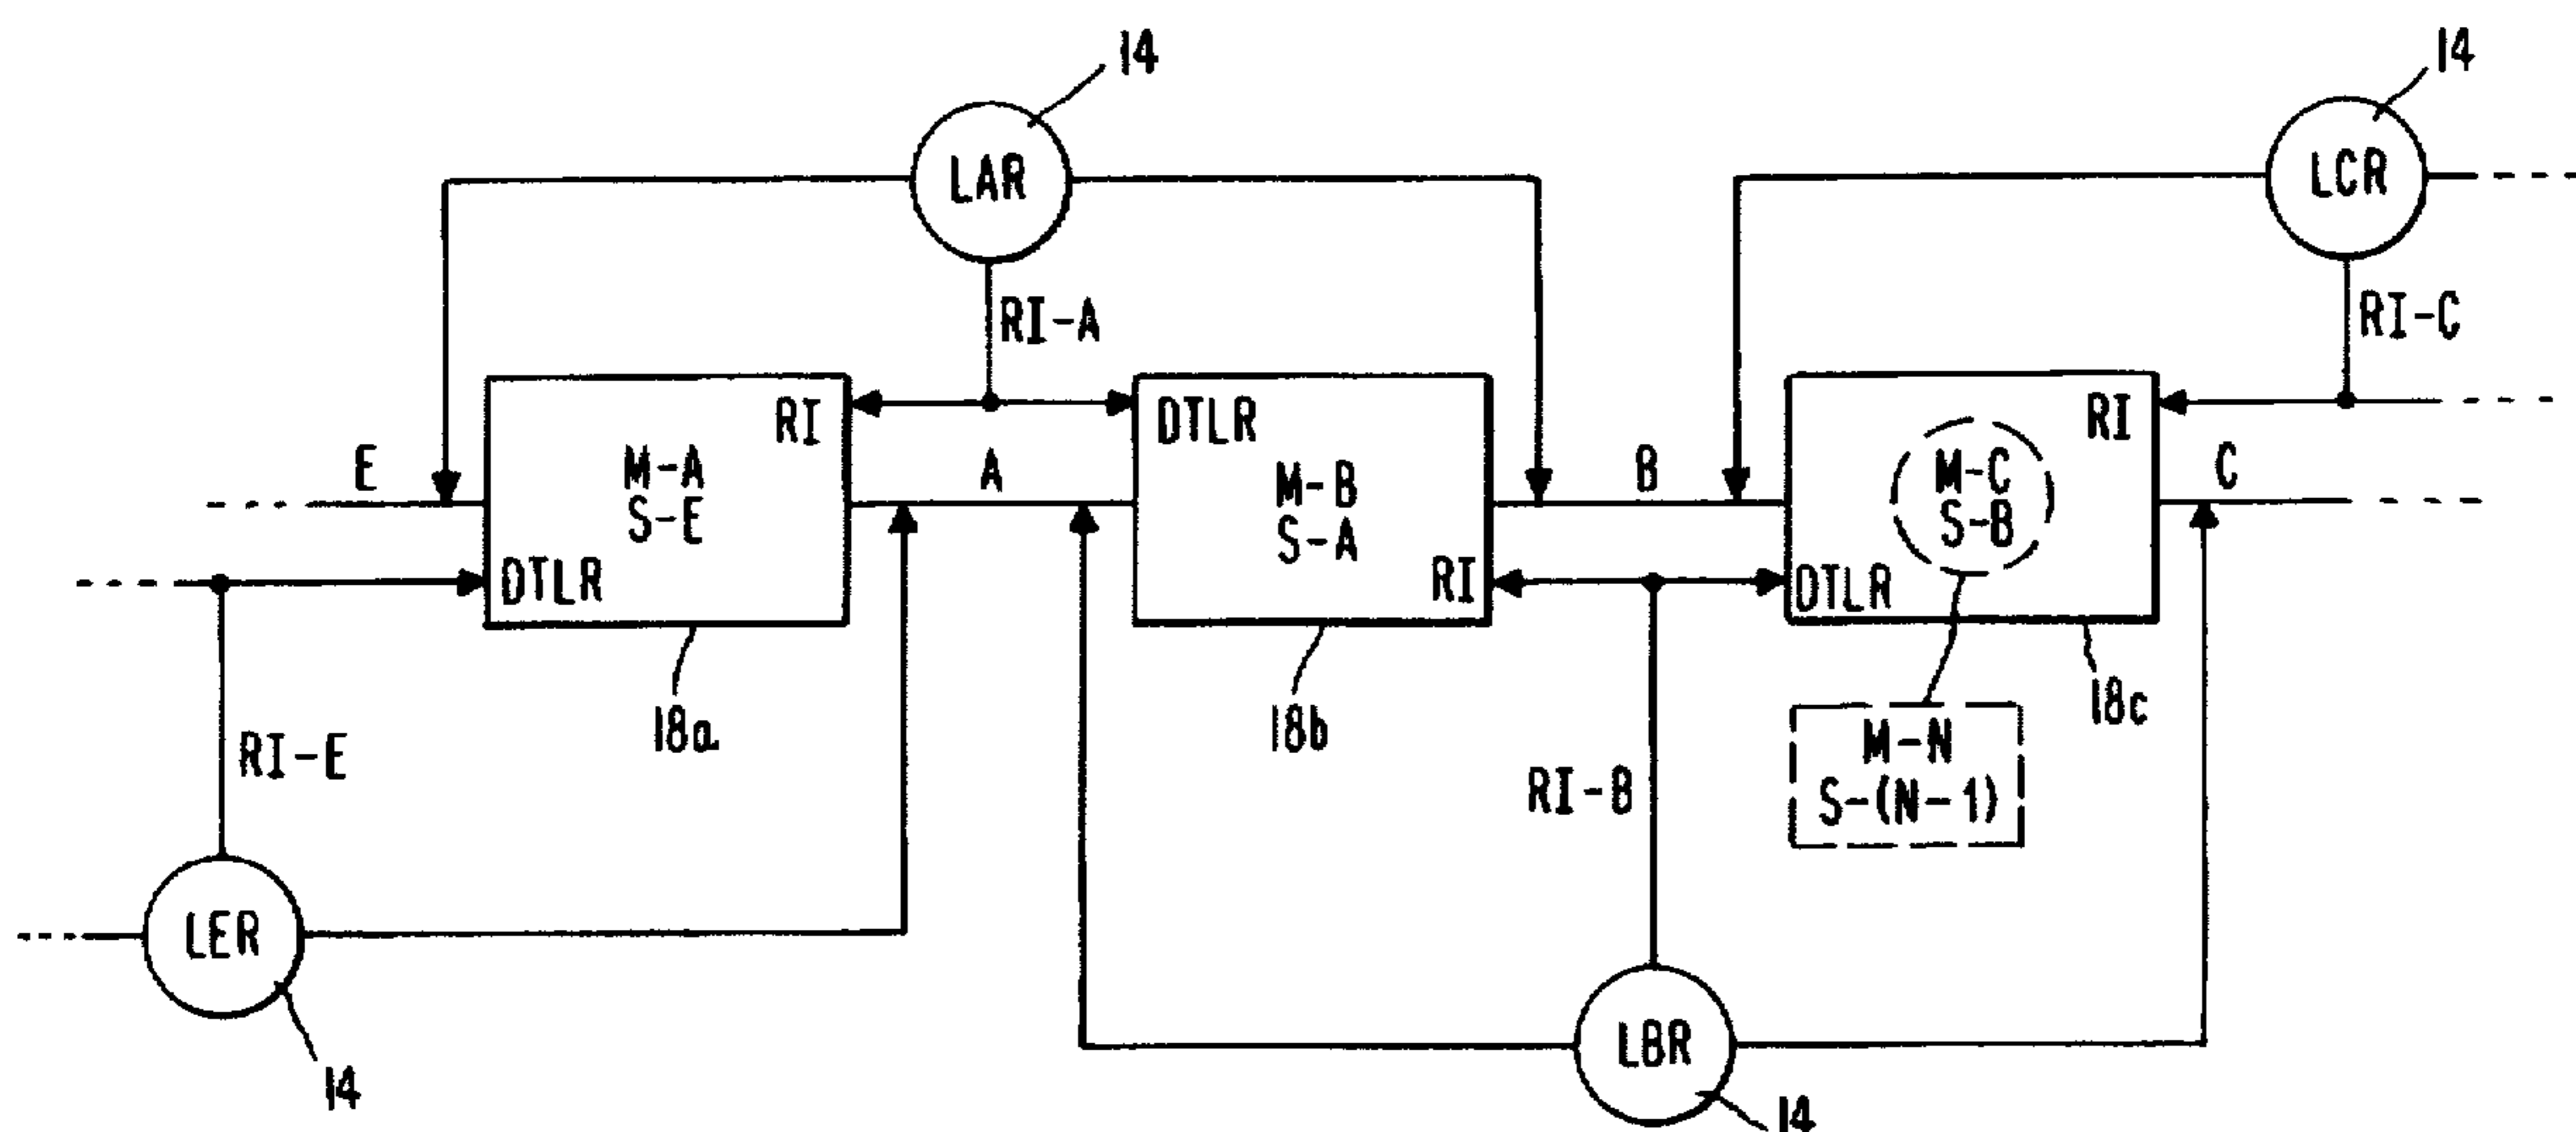 14
14
LAR
LCR
RI-A
RI-C
RI
DTLR
RI
E
M-A
S-E
A
M-B
S-A
B
M-C
S-B
C
DTLR
RI
DTLR
18a
18b
18c
RI-E
RI-B
M-N
S-(N-1)
LER
LBR
14
14